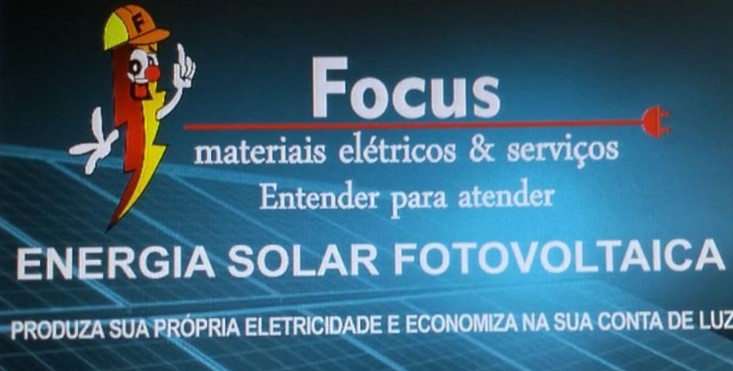 F
Focus
materiais elétricos & serviços
Entender para atender
ENERGIA SOLAR FOTOVOLTAICA
PRODUZA SUA PRÓPRIA ELETRICIDADE E ECONOMIZA NA SUA CONTA DE LUZ